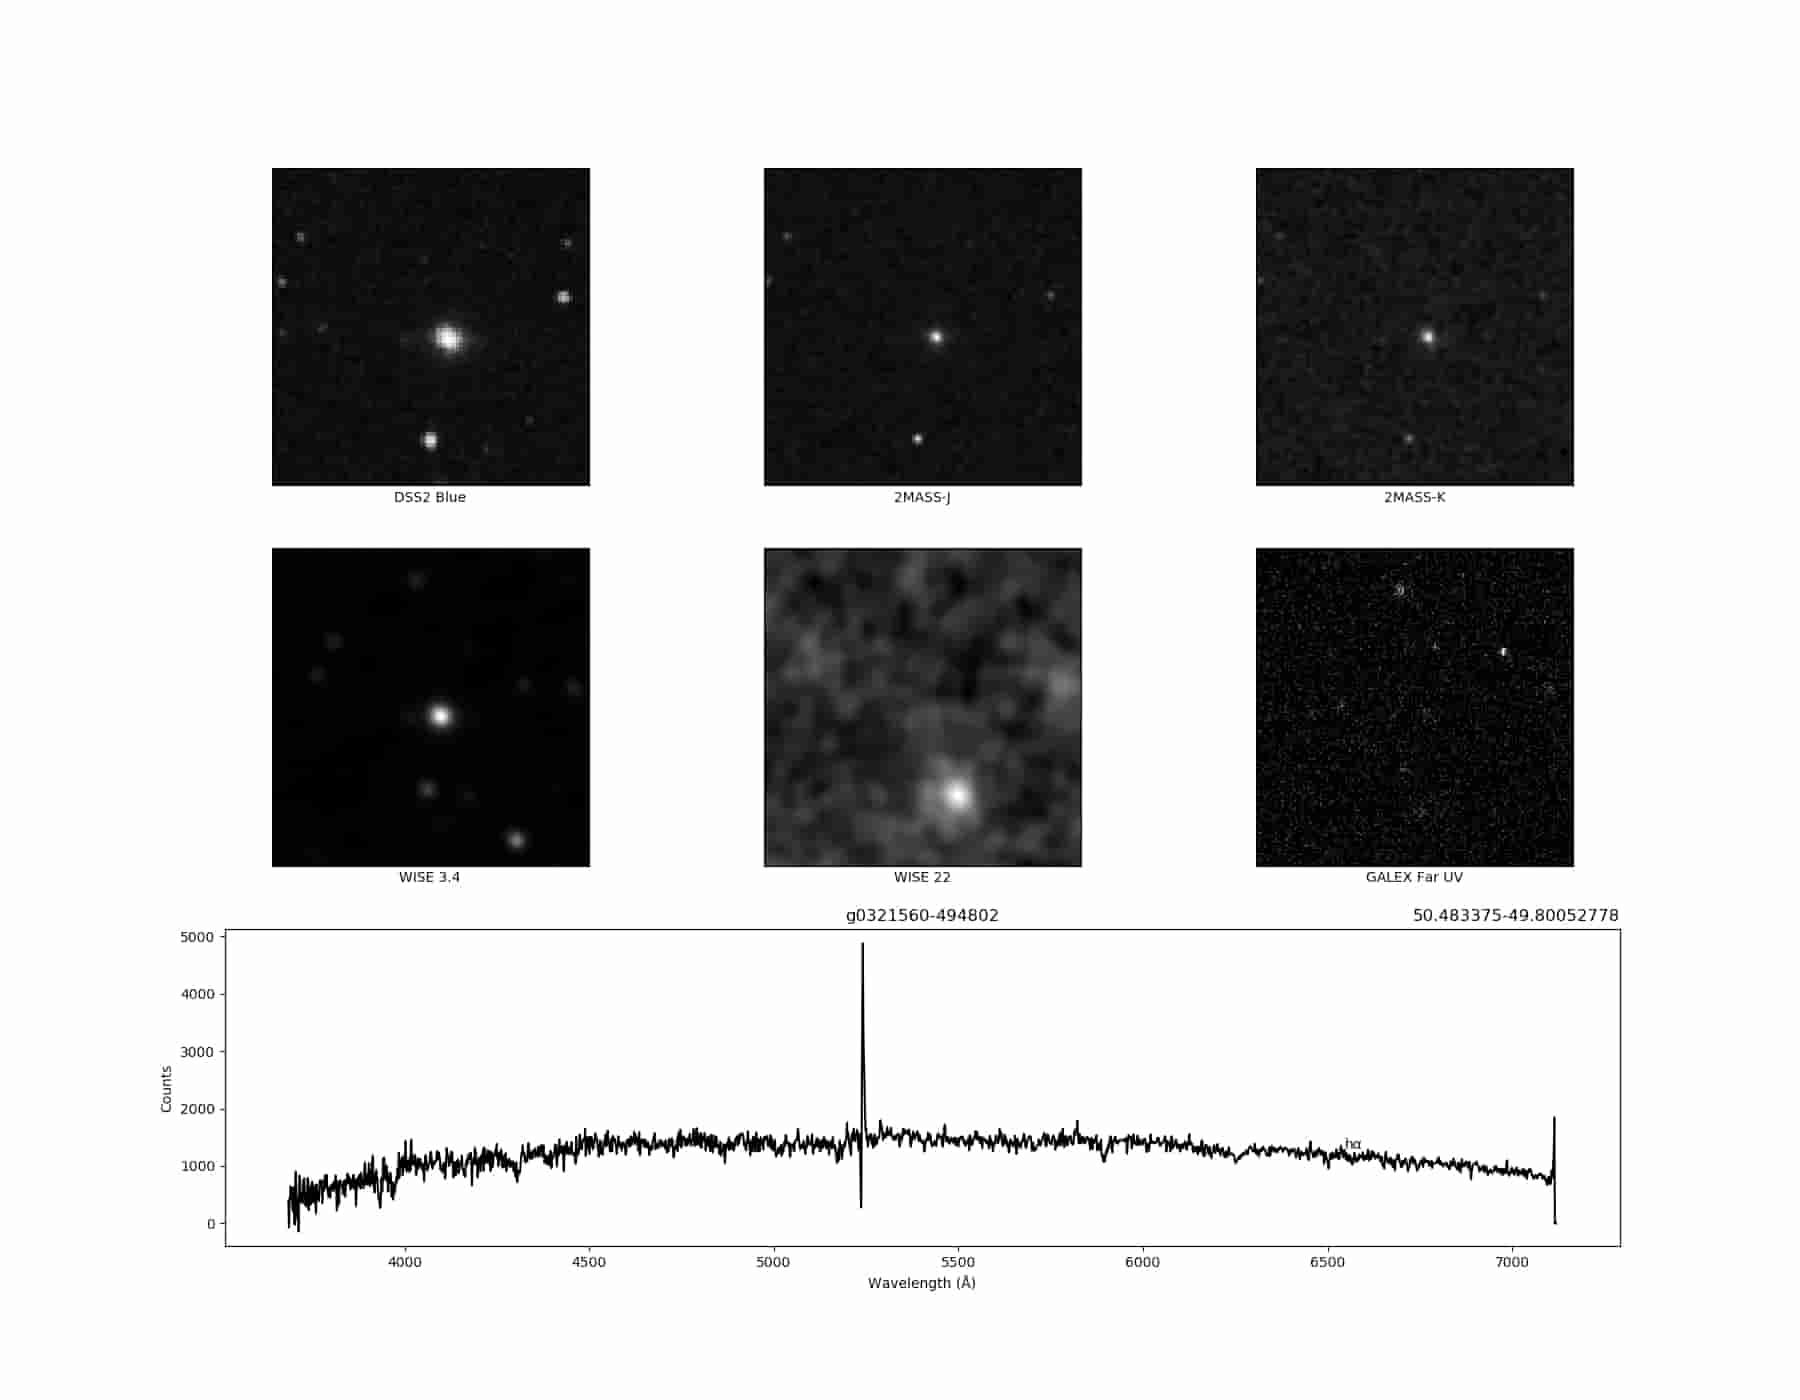 DSS2 Blue
2MASS-J
2MASS-K
WISE 3.4
WISE 22
GALEX Far UV
g0321560-494802
50.483375-49.80052778
5000
4000
3000
2000
1000
0
Counts
hα
4000 4500 5000 5500 6000 6500 7000
Wavelength (Å)